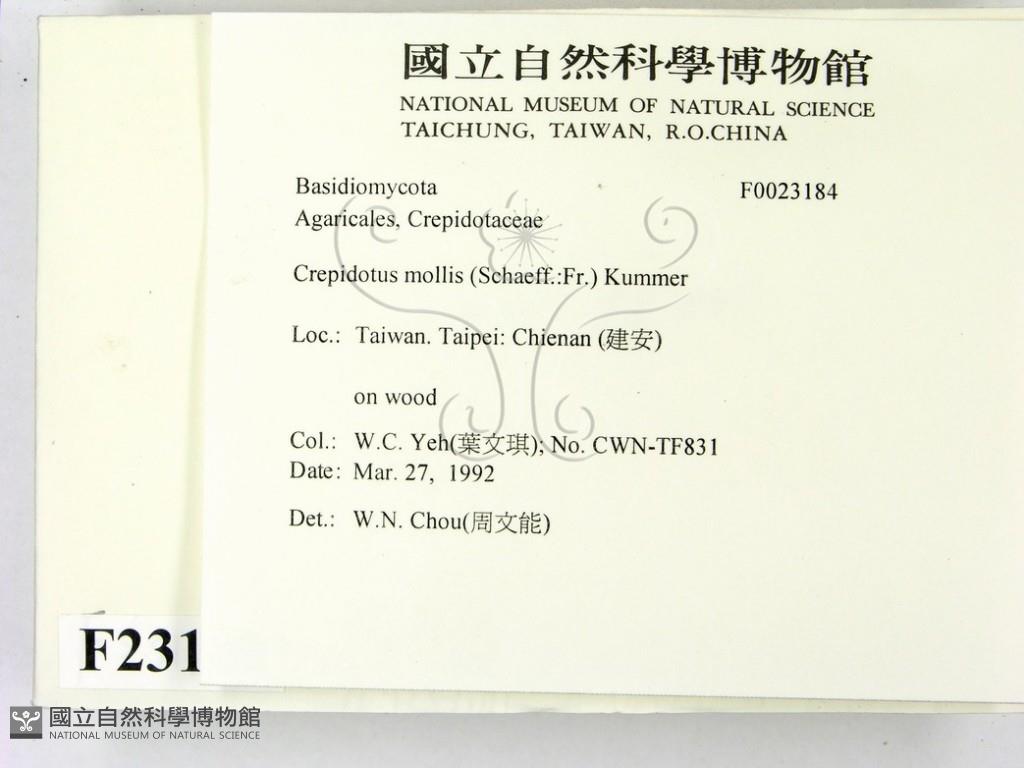 國立自然科學博物館
NATIONAL MUSEUM OF NATURAL SCIENCE
TAICHUNG, TAIWAN, R.O.CHINA
Basidiomycota F0023184
Agaricales, Crepidotaceae
Crepidotus mollis (Schaeff.:Fr.) Kummer
Loc.: Taiwan. Taipei: Chienan (建安)
on wood
Col.: W.C. Yeh(葉文琪); No. CWN-TF831
Date: Mar. 27, 1992
Det.: W.N. Chou(周文能)
F231
國立自然科學博物館
NATIONAL MUSEUM OF NATURAL SCIENCE